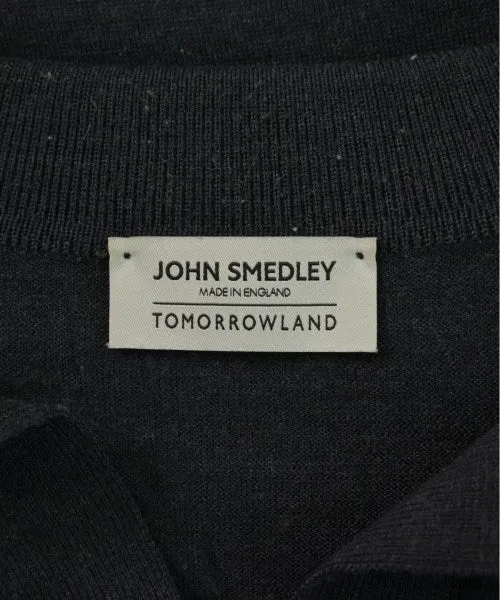 JOHN SMEDLEY
MADE IN ENGLAND
TOMORROWLAND